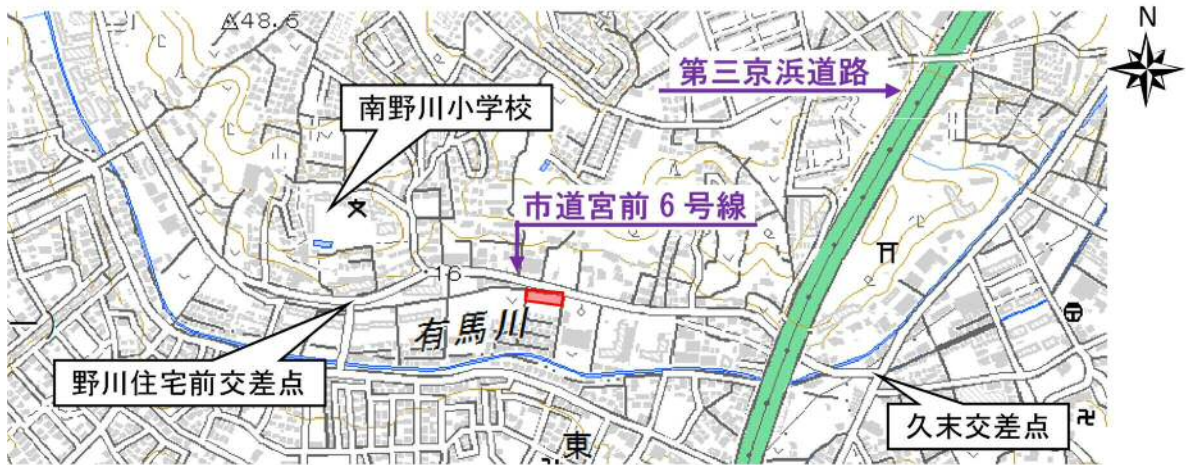 N
△48.5
第三京浜道路
南野川小学校
市道宮前6号線
・16
有馬川
野川住宅前交差点
久末交差点
東